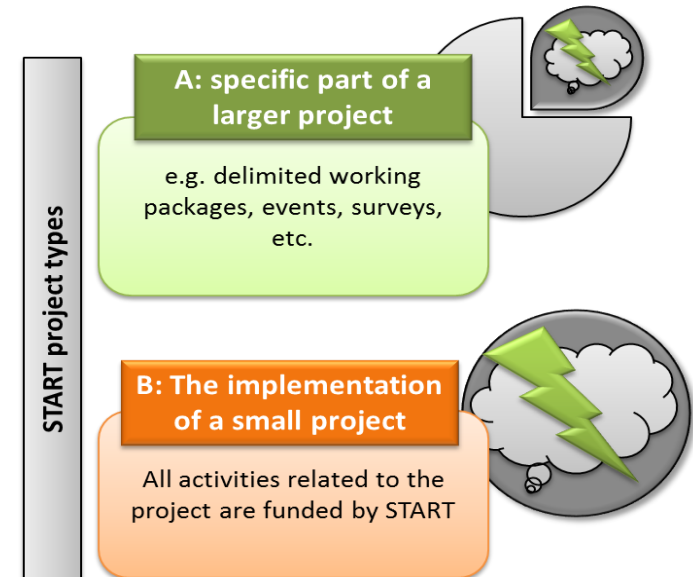 START project types
A: specific part of a
larger project
e.g. delimited working
packages, events, surveys,
etc.
B: The implementation
of a small project
All activities related to the
project are funded by START